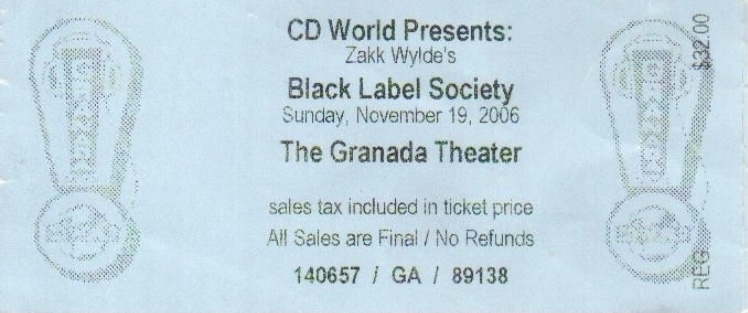 CD World Presents:
Zakk Wylde's
Black Label Society
Sunday, November 19, 2006
The Granada Theater
sales tax included in ticket price
All Sales are Final / No Refunds
140657 / GA / 89138
REG
$32.00